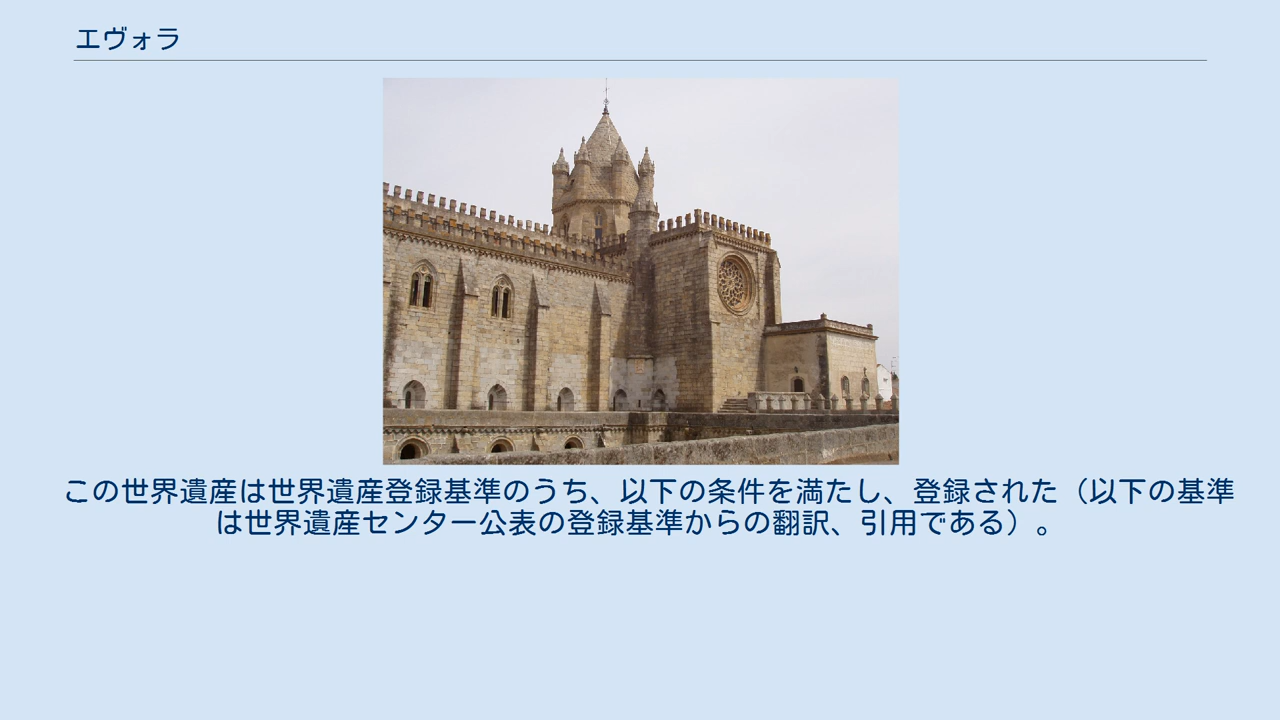 エヴォラ
この世界遺産は世界遺産登録基準のうち、以下の条件を満たし、登録された（以下の基準
は世界遺産センター公表の登録基準からの翻訳、引用である）。